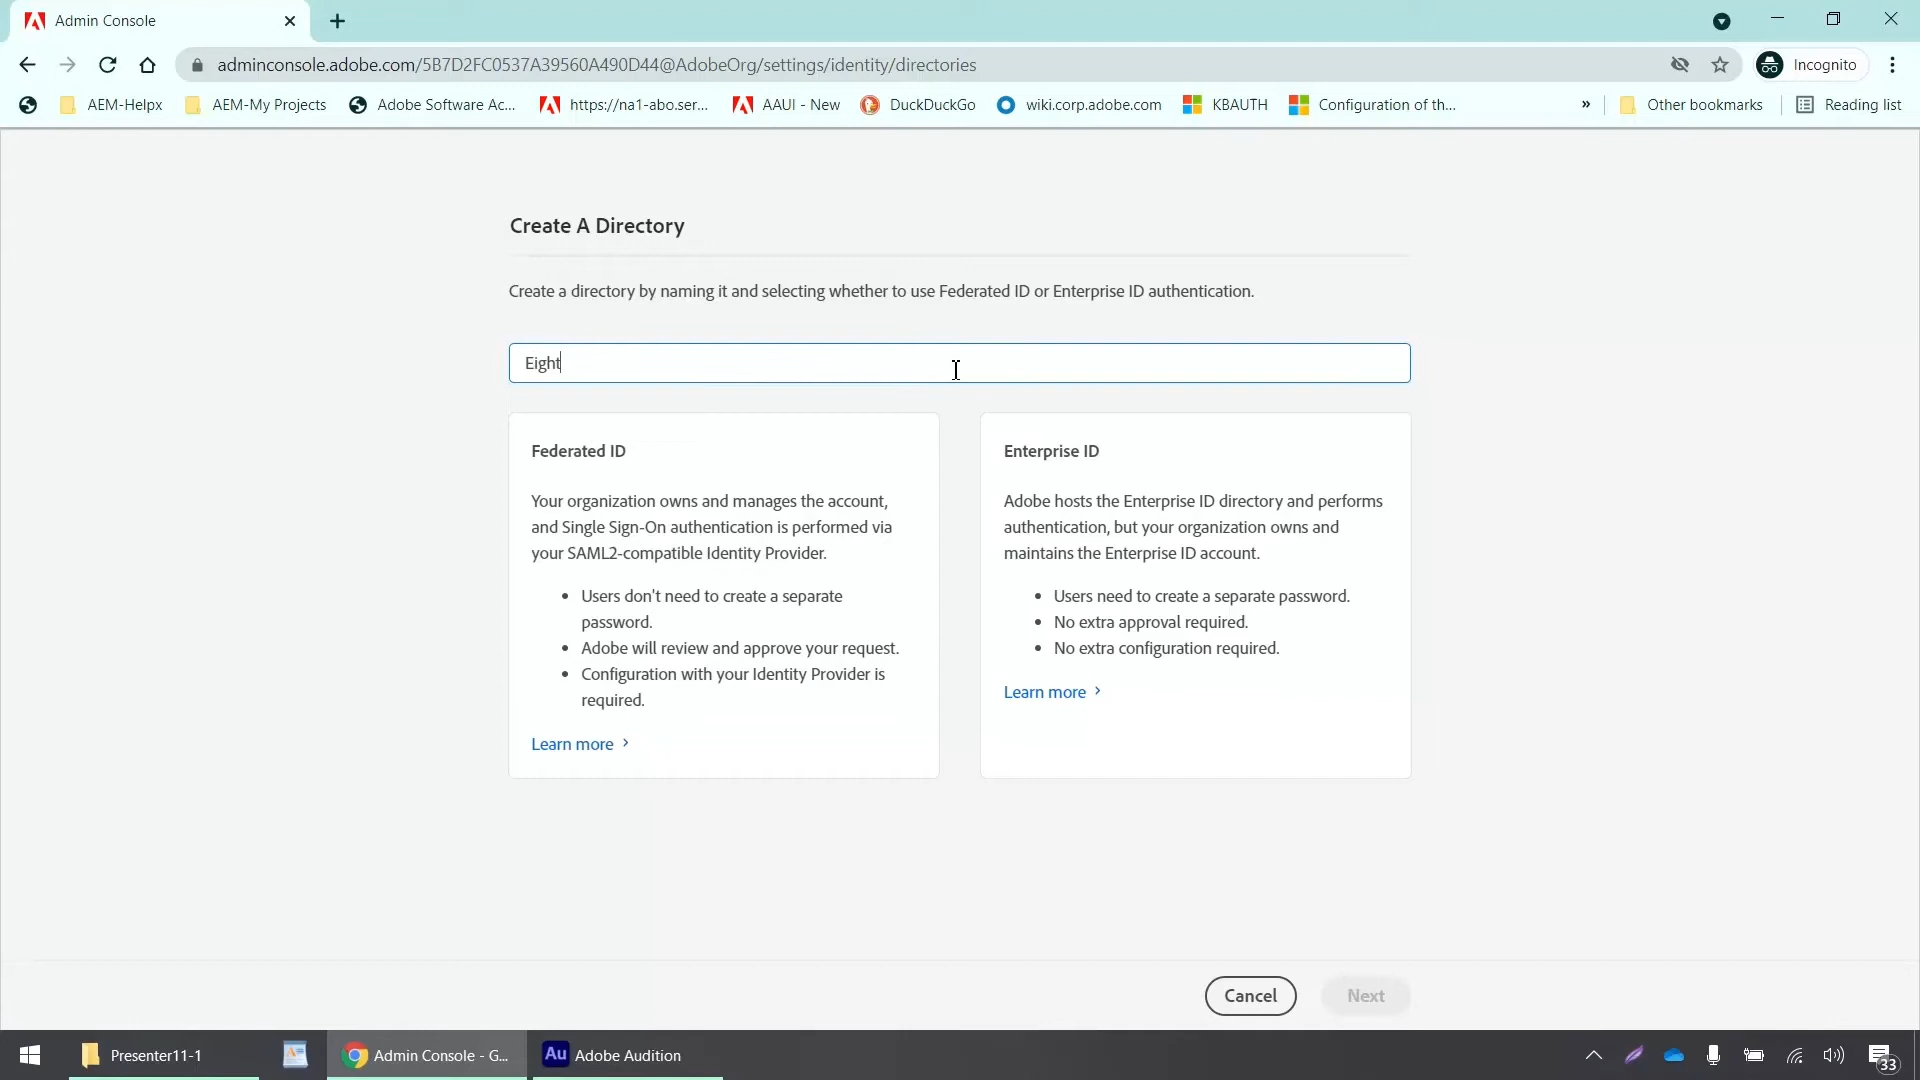 Admin Console
adminconsole.adobe.com/5B7D2FC0537A39560A490D44@AdobeOrg/settings/identity/directories
Incognito
AEM-Helpx
AEM-My Projects
Adobe Software Ac...
https://na1-abo.ser...
AAUI - New
DuckDuckGo
wiki.corp.adobe.com
KBAUTH
Configuration of th...
»
Other bookmarks
Reading list
Create A Directory
Create a directory by naming it and selecting whether to use Federated ID or Enterprise ID authentication.
Eight
Federated ID
Your organization owns and manages the account,
and Single Sign-On authentication is performed via
your SAML2-compatible Identity Provider.
• Users don't need to create a separate
password.
• Adobe will review and approve your request.
• Configuration with your Identity Provider is
required.
Learn more >
Enterprise ID
Adobe hosts the Enterprise ID directory and performs
authentication, but your organization owns and
maintains the Enterprise ID account.
• Users need to create a separate password.
• No extra approval required.
• No extra configuration required.
Learn more >
Cancel
Next
Presenter11-1
Admin Console - G...
Au
Adobe Audition
33